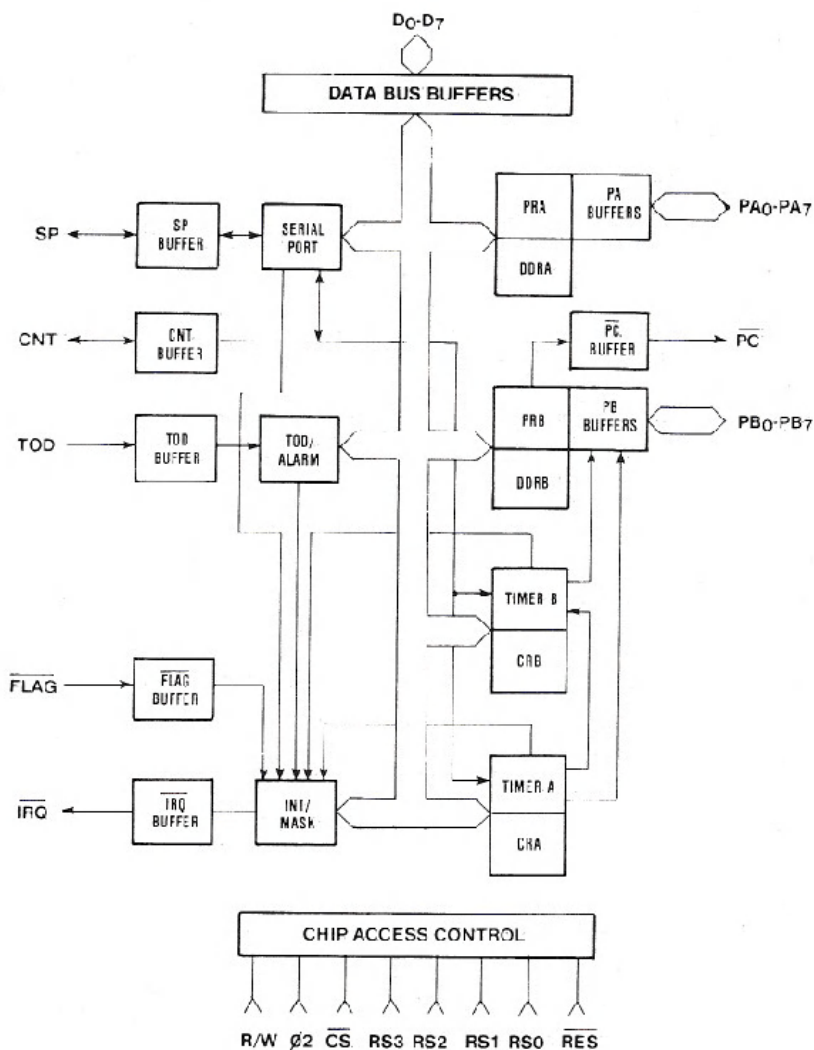 D0-D7
DATA BUS BUFFERS
SP
SP BUFFER
SERIAL PORT
PRA
PA BUFFERS
PA0-PA7
DDRA
CNT
CNT BUFFER
PC BUFFER
PC
TOD
TOD BUFFER
TOD/ ALARM
PRB
PB BUFFERS
PB0-PB7
DDRB
TIMER B
CRB
FLAG
FLAG BUFFER
TIMER A
IRQ
IRQ BUFFER
INT/ MASK
CRA
CHIP ACCESS CONTROL
R/W Ø2 CS RS3 RS2 RS1 RS0 RES